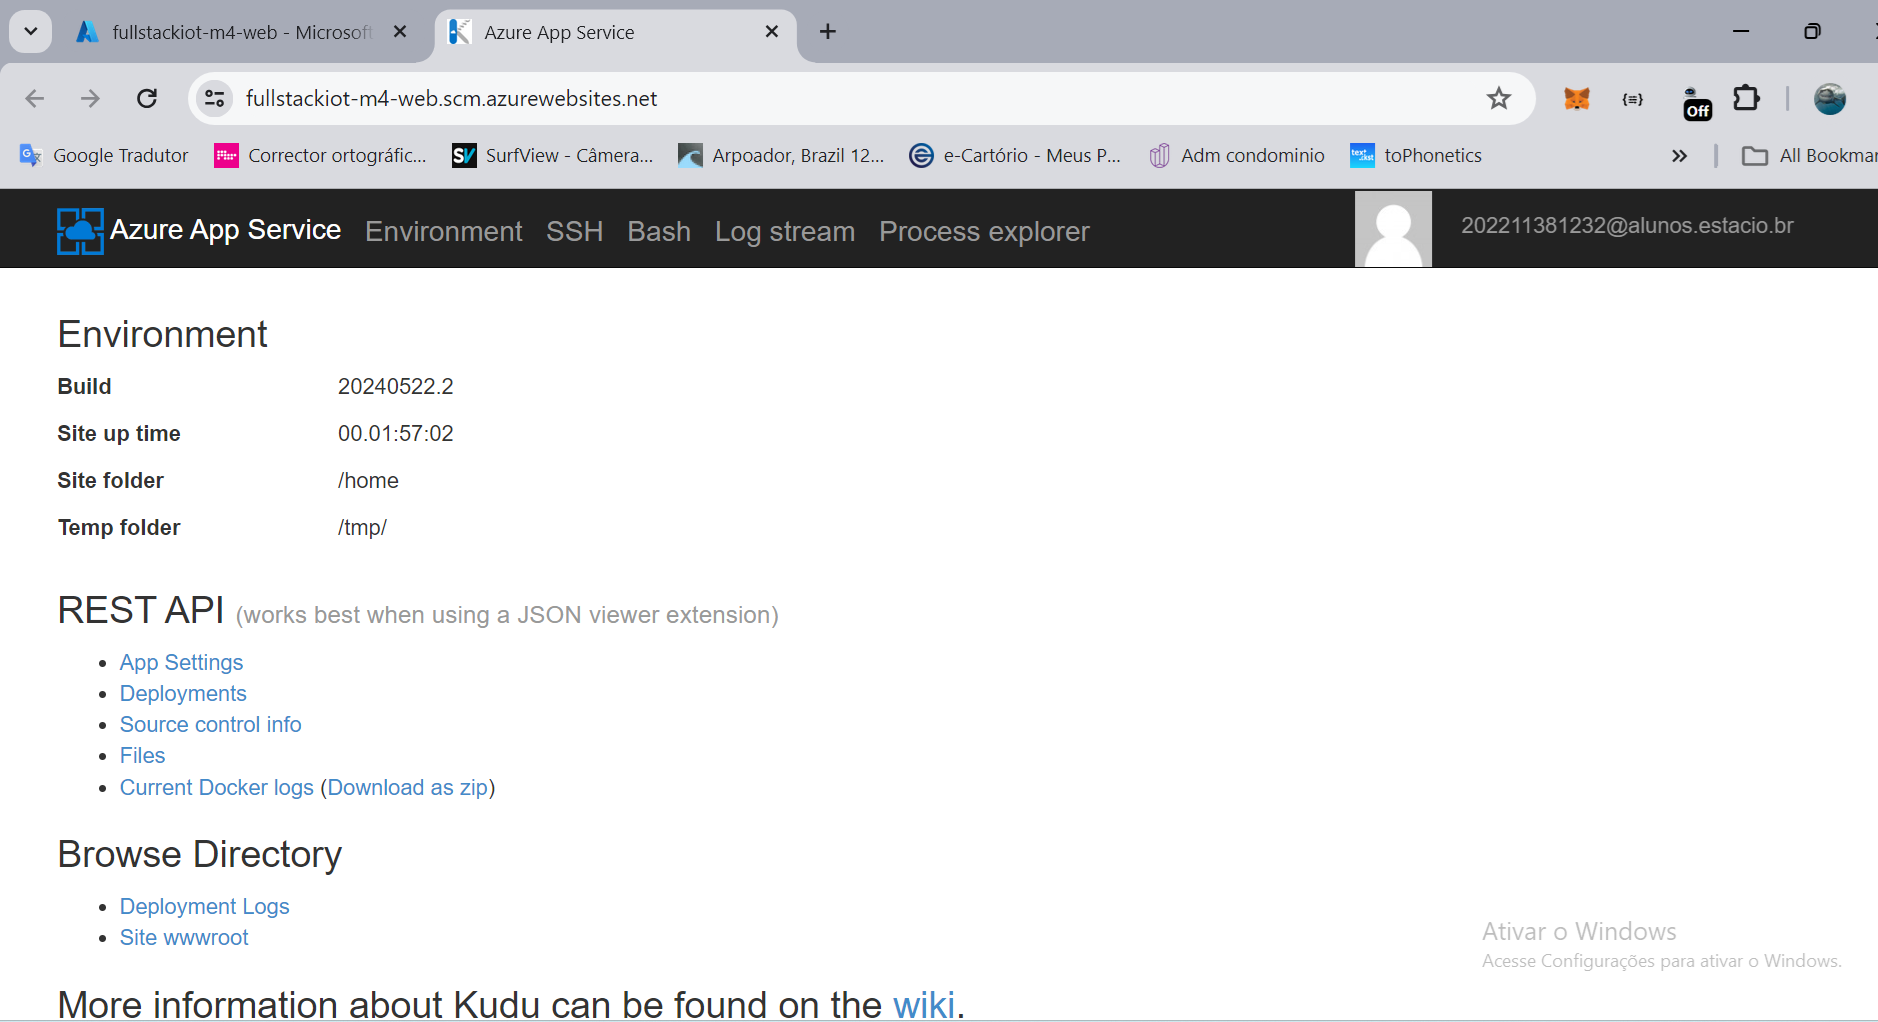 fullstackiot-m4-web - Microsoft
Azure App Service
fullstackiot-m4-web.scm.azurewebsites.net
{≡}
Off
Google Tradutor
Corrector ortográfic...
SV
SurfView - Câmera...
Arpoador, Brazil 12...
e-Cartório - Meus P...
Adm condominio
toPhonetics
All Bookmar
Azure App Service
Environment
SSH
Bash
Log stream
Process explorer
202211381232@alunos.estacio.br
Environment
Build 20240522.2
Site up time 00.01:57:02
Site folder /home
Temp folder /tmp/
REST API (works best when using a JSON viewer extension)
App Settings
Deployments
Source control info
Files
Current Docker logs (Download as zip)
Browse Directory
Deployment Logs
Site wwwroot
Ativar o Windows
Acesse Configurações para ativar o Windows.
More information about Kudu can be found on the wiki.